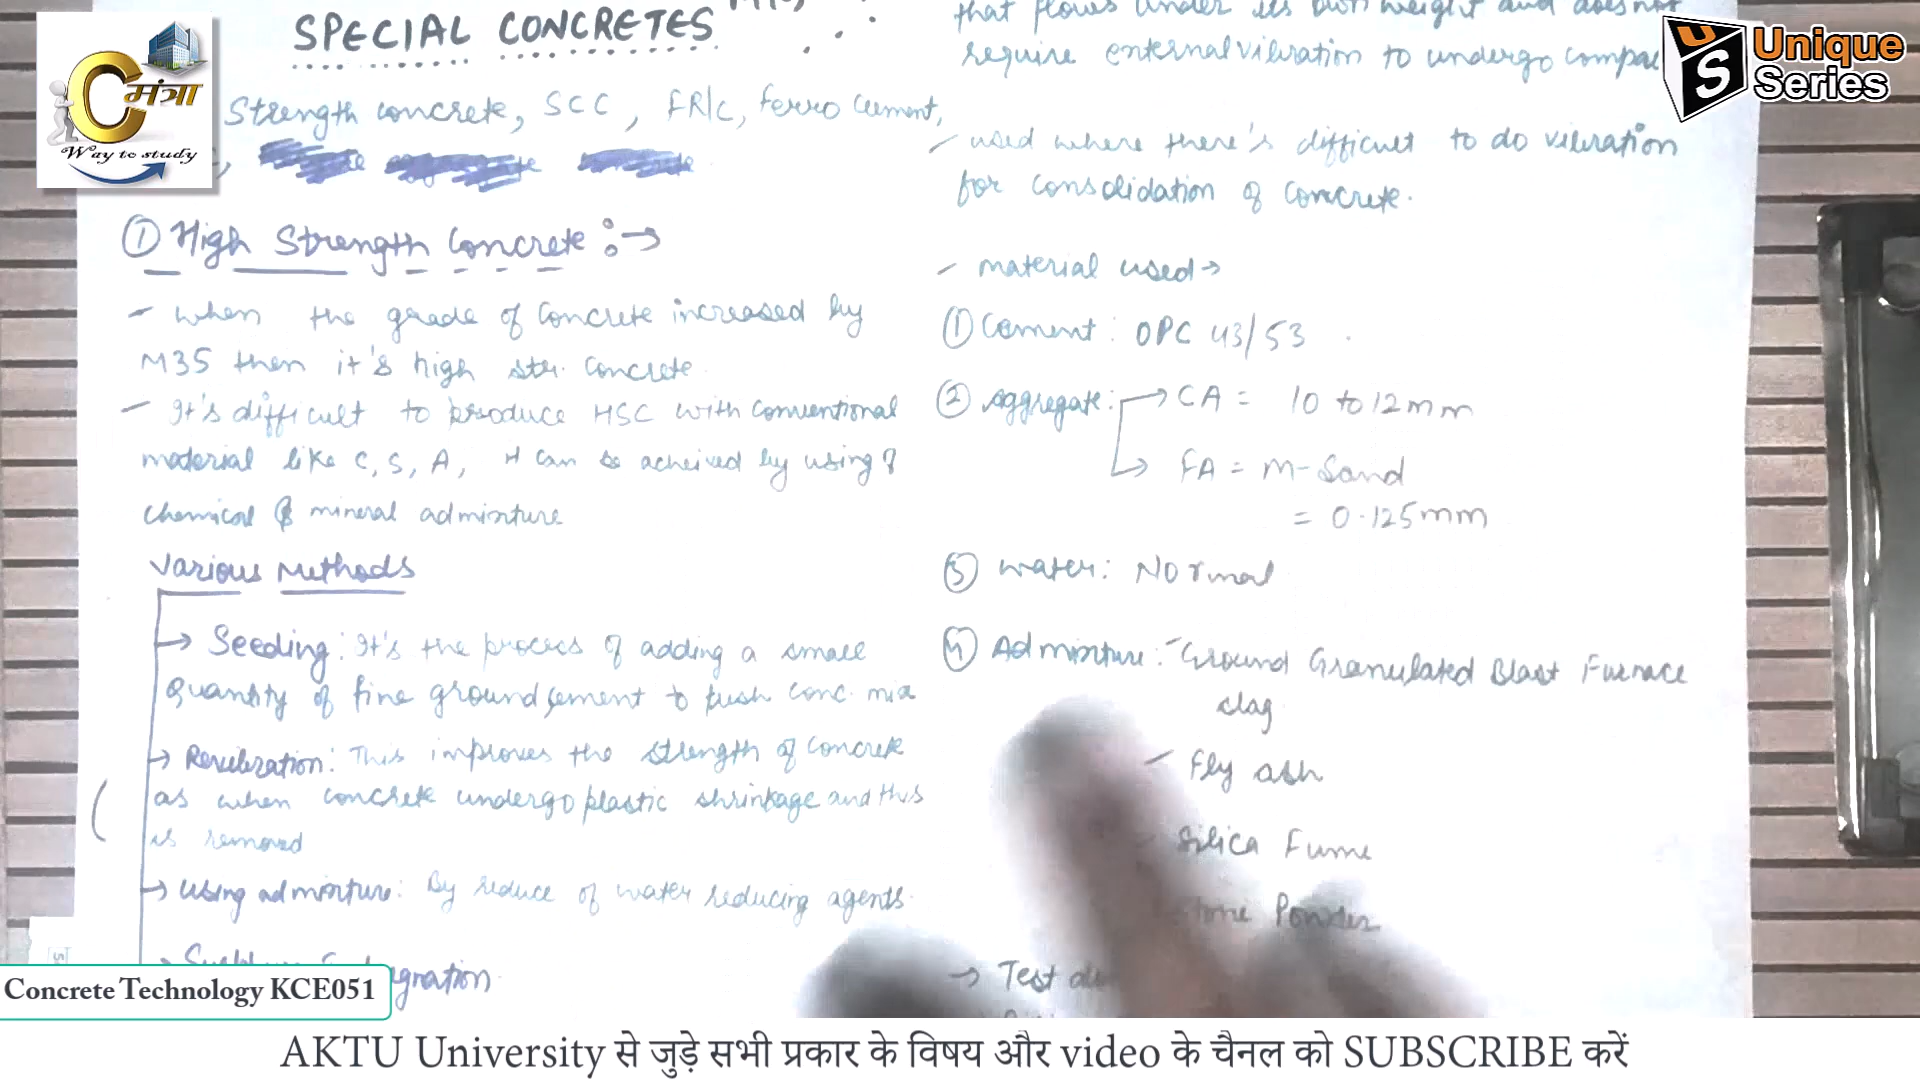 SPECIAL CONCRETES
Strength concrete, SCC, FR/C, Ferro Cement,
① High Strength Concrete :→
- when the grade of Concrete increased by
M35 then it's high str. Concrete.
- It's difficult to produce HSC with conventional
material like C, S, A, it can be acheived by using
chemical & mineral admixture
Various Methods
→ Seeding: It's the process of adding a small
Quantity of fine ground cement to push conc. mix
→ Revibration: This improves the strength of Concrete
as when concrete undergo plastic shrinkage and this
is removed
→ Using admixture: By reduce of water reducing agents.
that flows under its own weight and does not
require external vibration to undergo
- used where there's difficult to do vibration
for consolidation of concrete.
- material used →
① Cement: OPC 43/53
② Aggregate: → CA = 10 to 12mm
→ FA = M-Sand
= 0.125mm
③ water: Normal
④ Admixture: - Ground Granulated Blast Furnace
slag
- Fly ash
- Silica Fume
Powder
→ Test
C मंत्रा
Way to study
US Unique
Series
Concrete Technology KCE051
AKTU University से जुड़े सभी प्रकार के विषय और video के चैनल को SUBSCRIBE करें